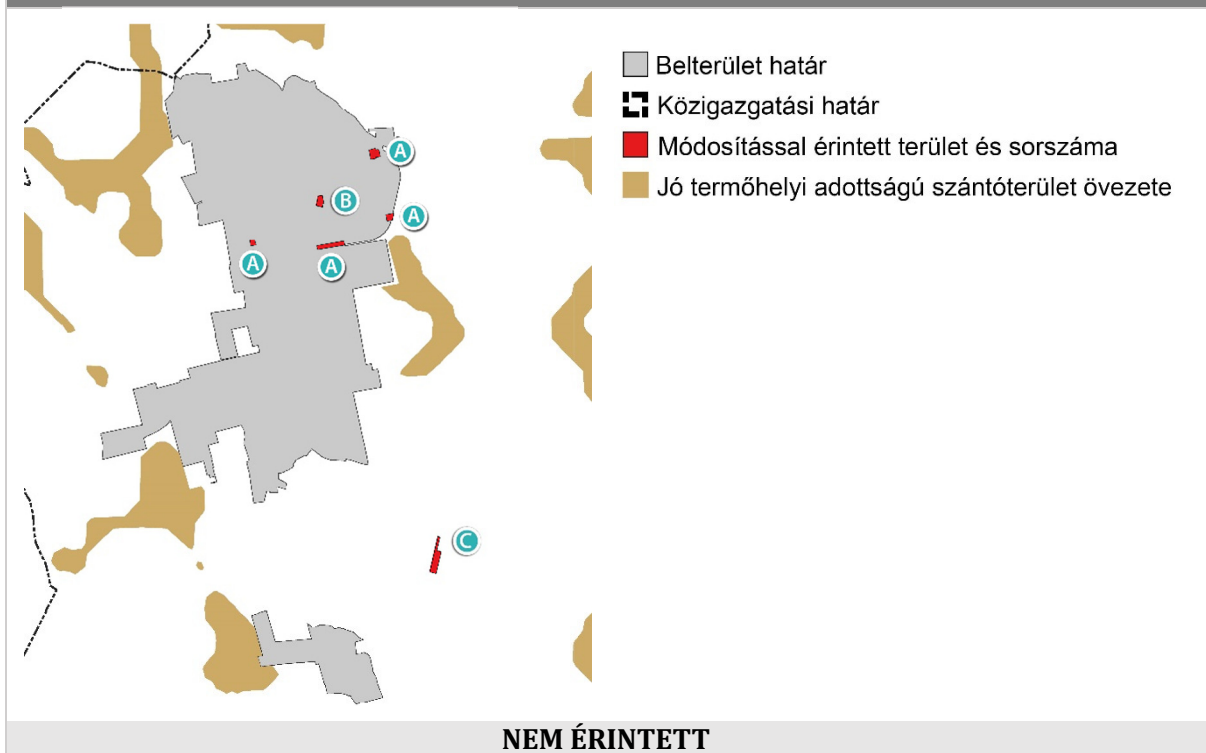 Belterület határ
Közigazgatási határ
Módosítással érintett terület és sorszáma
Jó termőhelyi adottságú szántóterület övezete
A
B
A
A
A
C
NEM ÉRINTETT